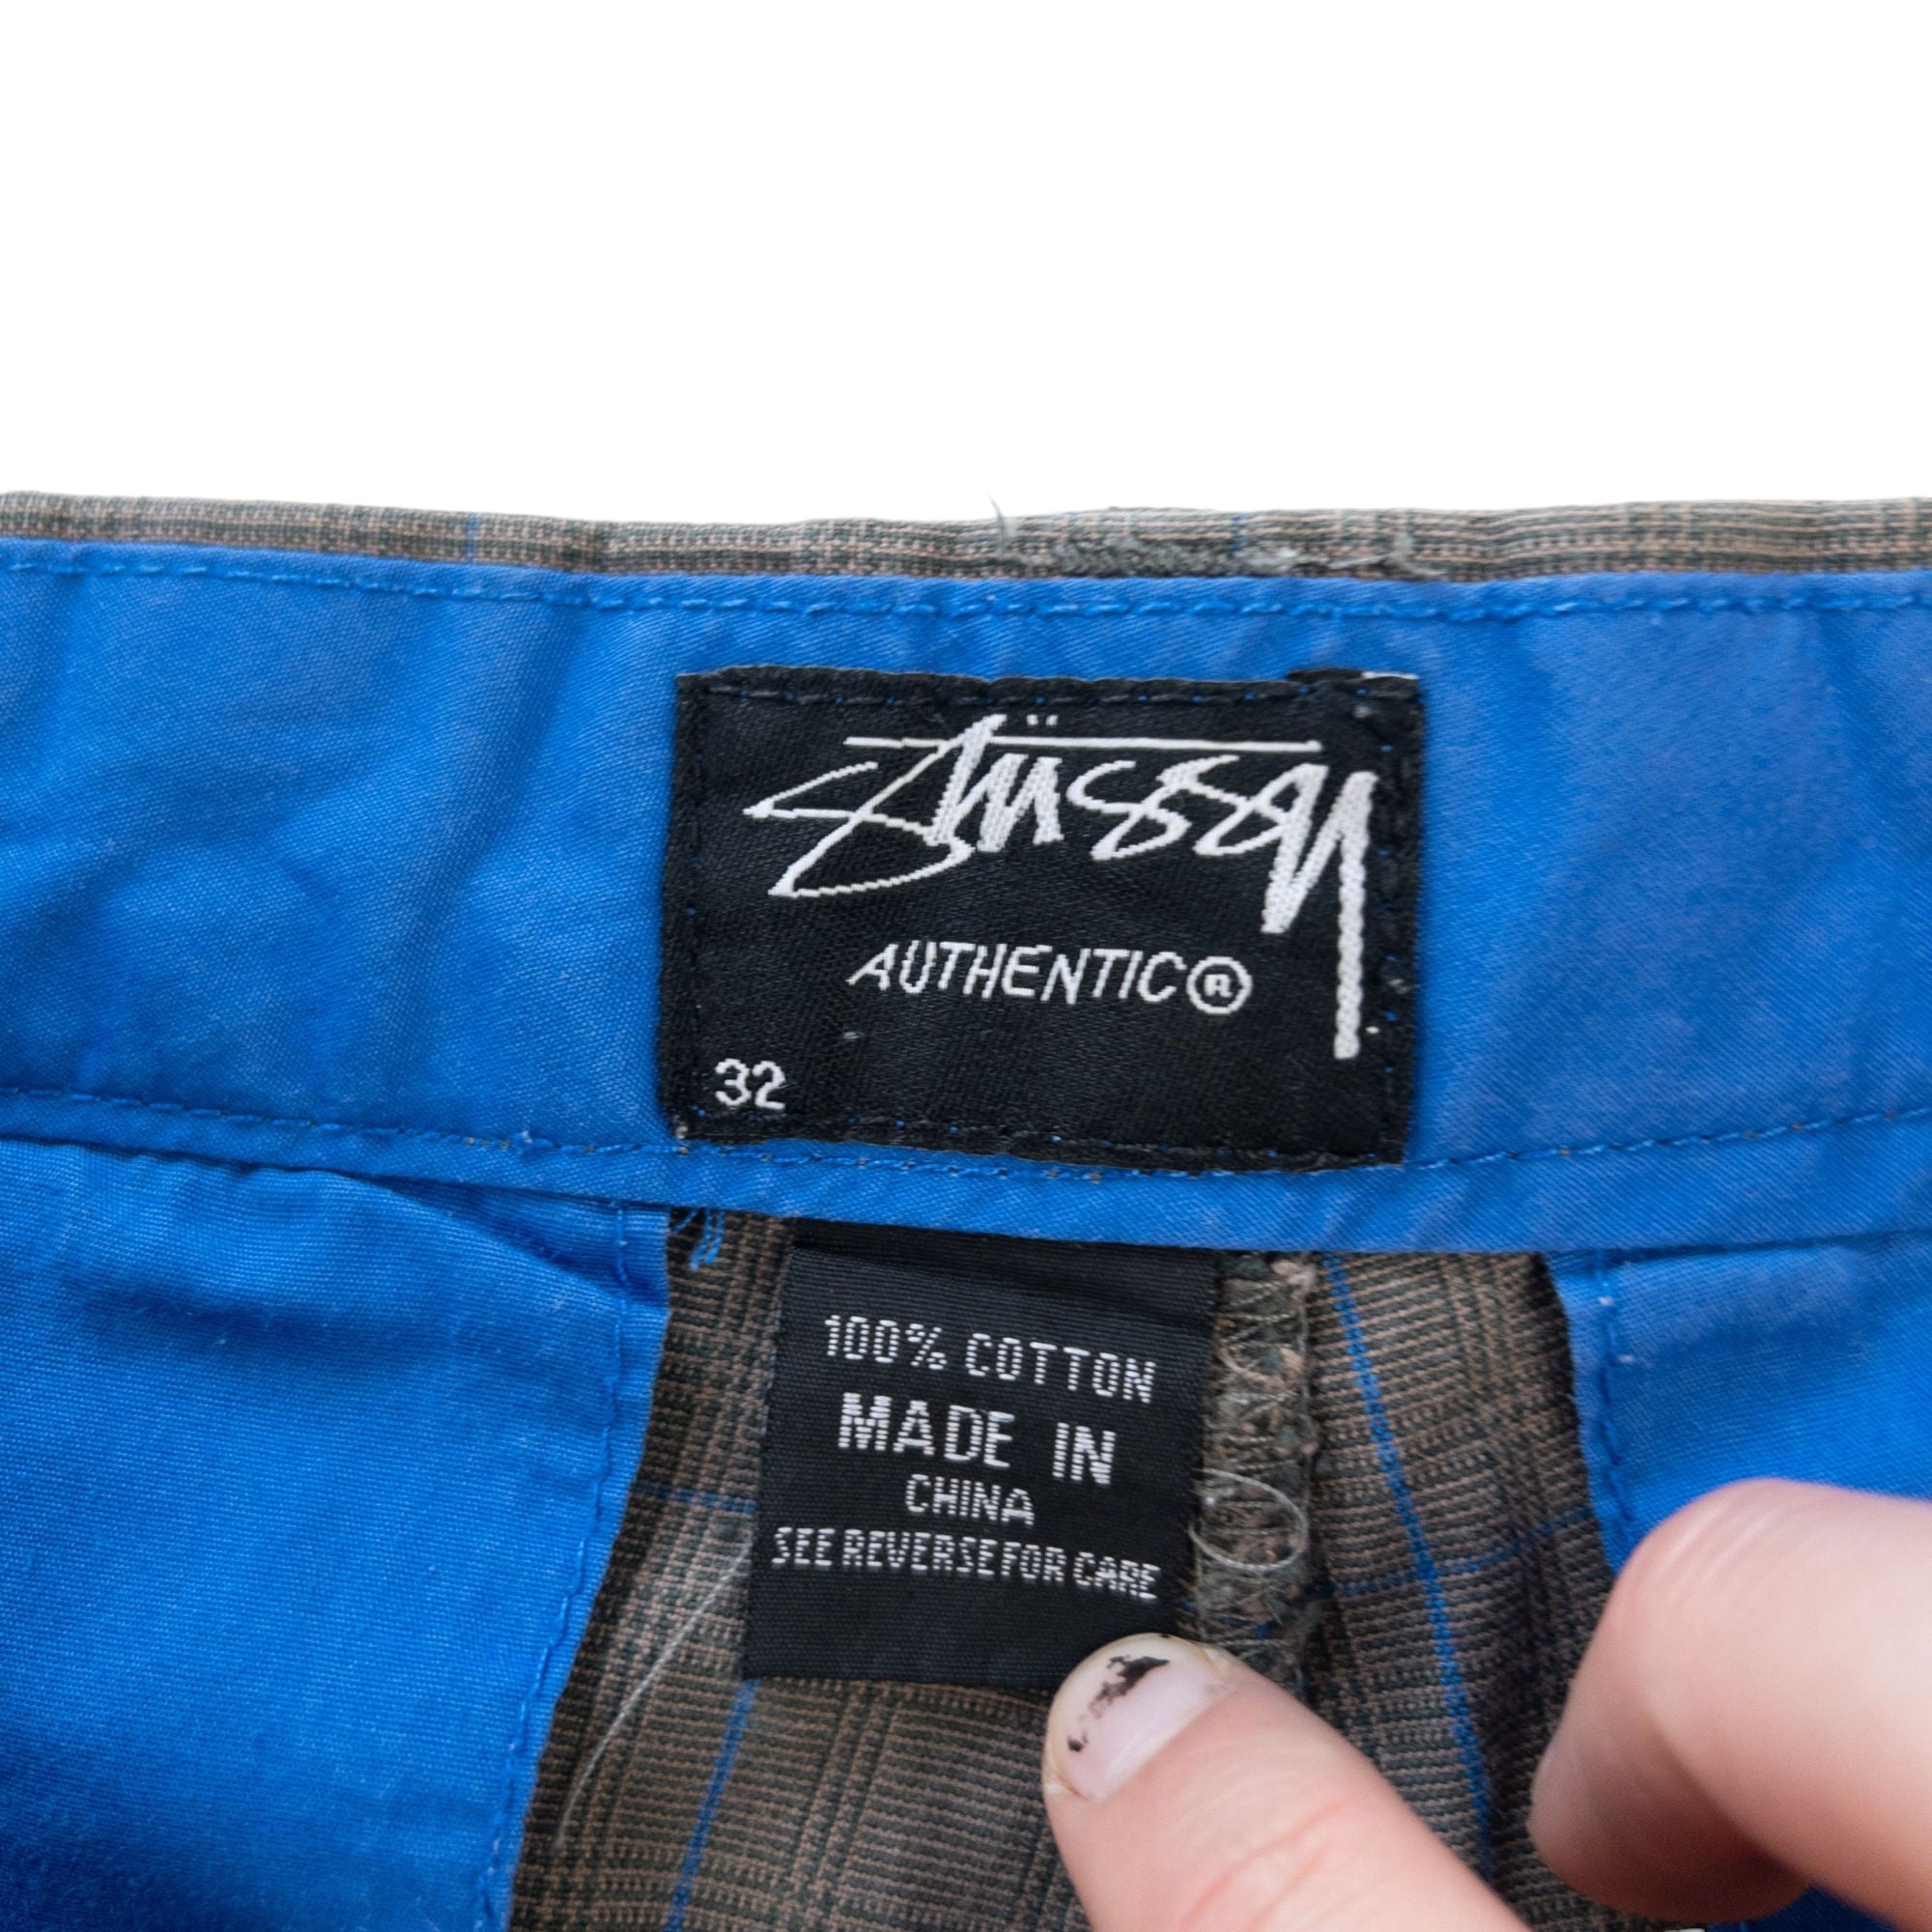 Stüssy
AUTHENTIC®
32
100% COTTON
MADE IN
CHINA
SEE REVERSE FOR CARE